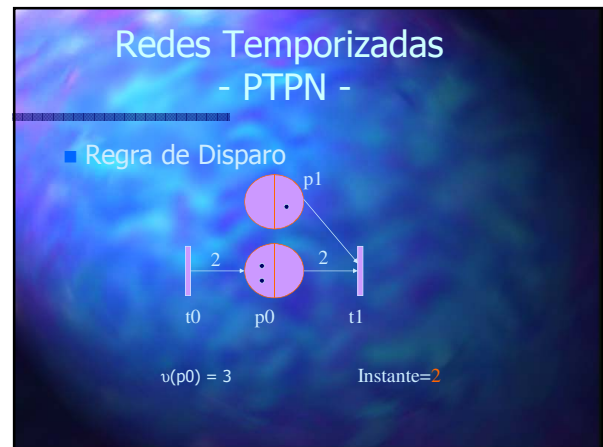 Redes Temporizadas
- PTPN -
Regra de Disparo
p1
2
2
t0
p0
t1
υ(p0) = 3
Instante=2